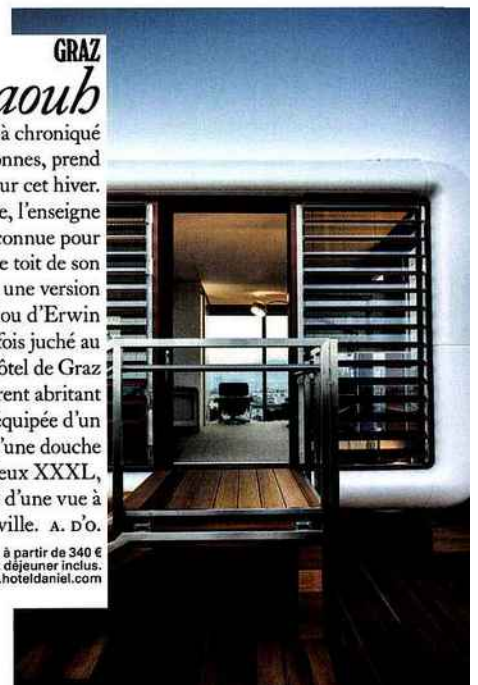 GRAZ
aouh
à chroniqué
onnes, prend
ur cet hiver.
e, l'enseigne
connue pour
e toit de son
une version
ou d'Erwin
fois juché au
ôtel de Graz
rent abritant
équipée d'un
'une douche
eux XXXL,
d'une vue à
ville. A. D'O.
à partir de 340 €
déjeuner inclus.
.hoteldaniel.com